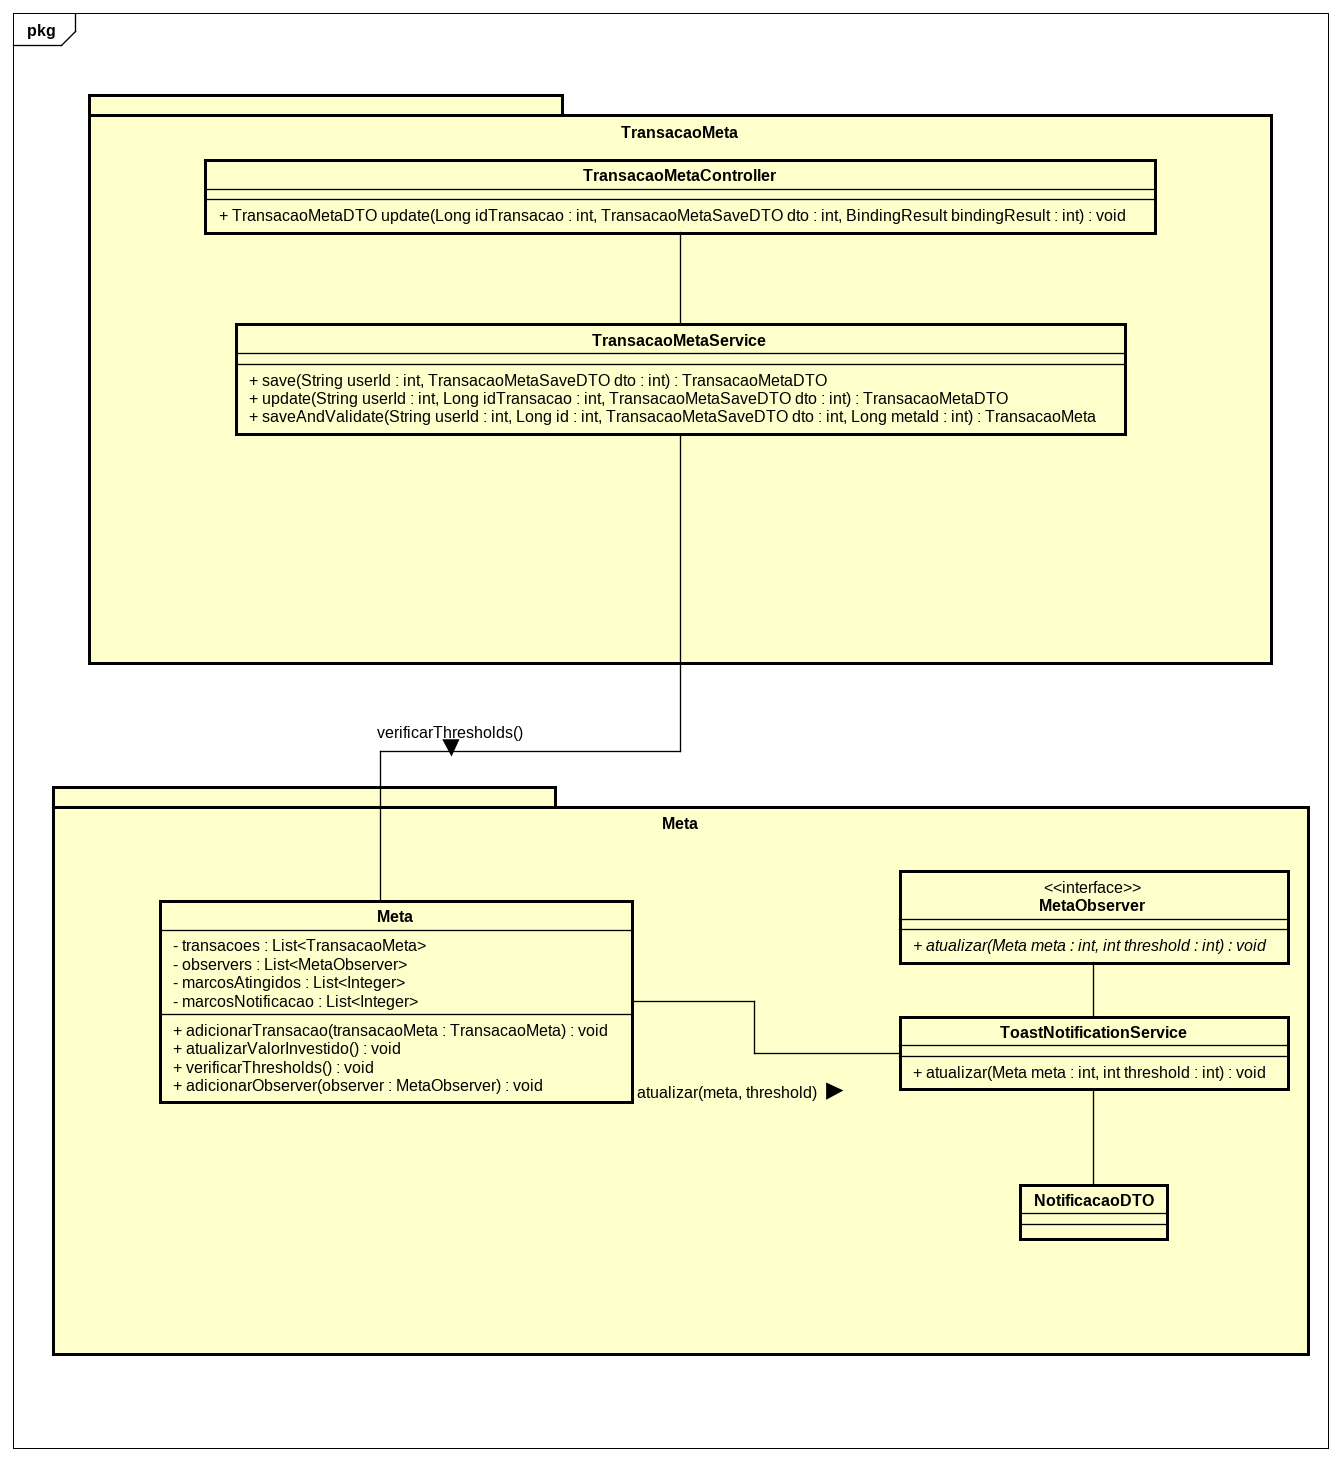 pkg
TransacaoMeta
TransacaoMetaController
+ TransacaoMetaDTO update(Long idTransacao : int, TransacaoMetaSaveDTO dto : int, BindingResult bindingResult : int) : void
TransacaoMetaService
+ save(String userId : int, TransacaoMetaSaveDTO dto : int) : TransacaoMetaDTO
+ update(String userId : int, Long idTransacao : int, TransacaoMetaSaveDTO dto : int) : TransacaoMetaDTO
+ saveAndValidate(String userId : int, Long id : int, TransacaoMetaSaveDTO dto : int, Long metaId : int) : TransacaoMeta
verificarThresholds()
Meta
Meta
- transacoes : List<TransacaoMeta>
- observers : List<MetaObserver>
- marcosAtingidos : List<Integer>
- marcosNotificacao : List<Integer>
+ adicionarTransacao(transacaoMeta : TransacaoMeta) : void
+ atualizarValorInvestido() : void
+ verificarThresholds() : void
+ adicionarObserver(observer : MetaObserver) : void
atualizar(meta, threshold)
<<interface>>
MetaObserver
+ atualizar(Meta meta : int, int threshold : int) : void
ToastNotificationService
+ atualizar(Meta meta : int, int threshold : int) : void
NotificacaoDTO